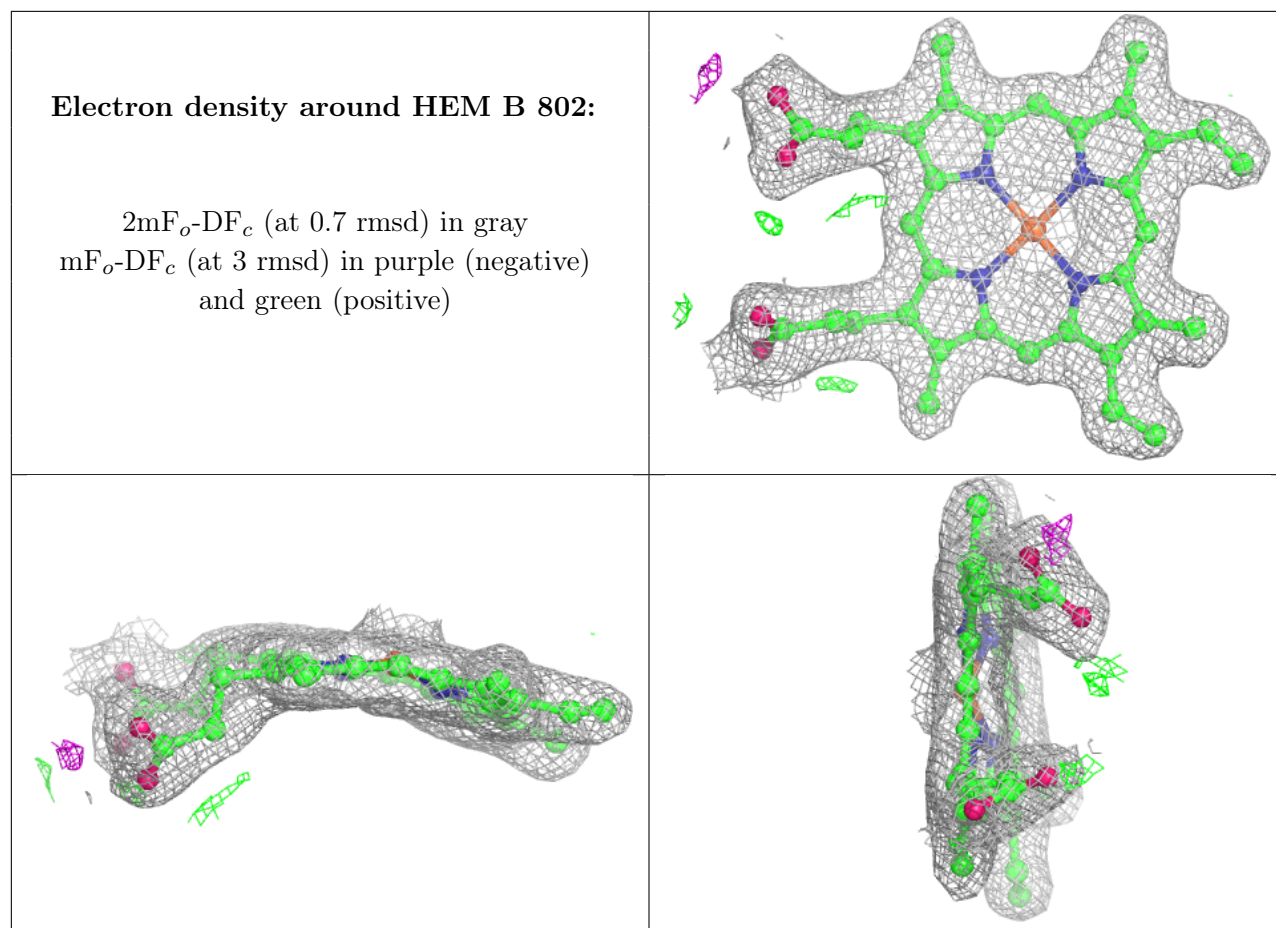 Electron density around HEM B 802:
2mFo-DFc (at 0.7 rmsd) in gray
mFo-DFc (at 3 rmsd) in purple (negative)
and green (positive)